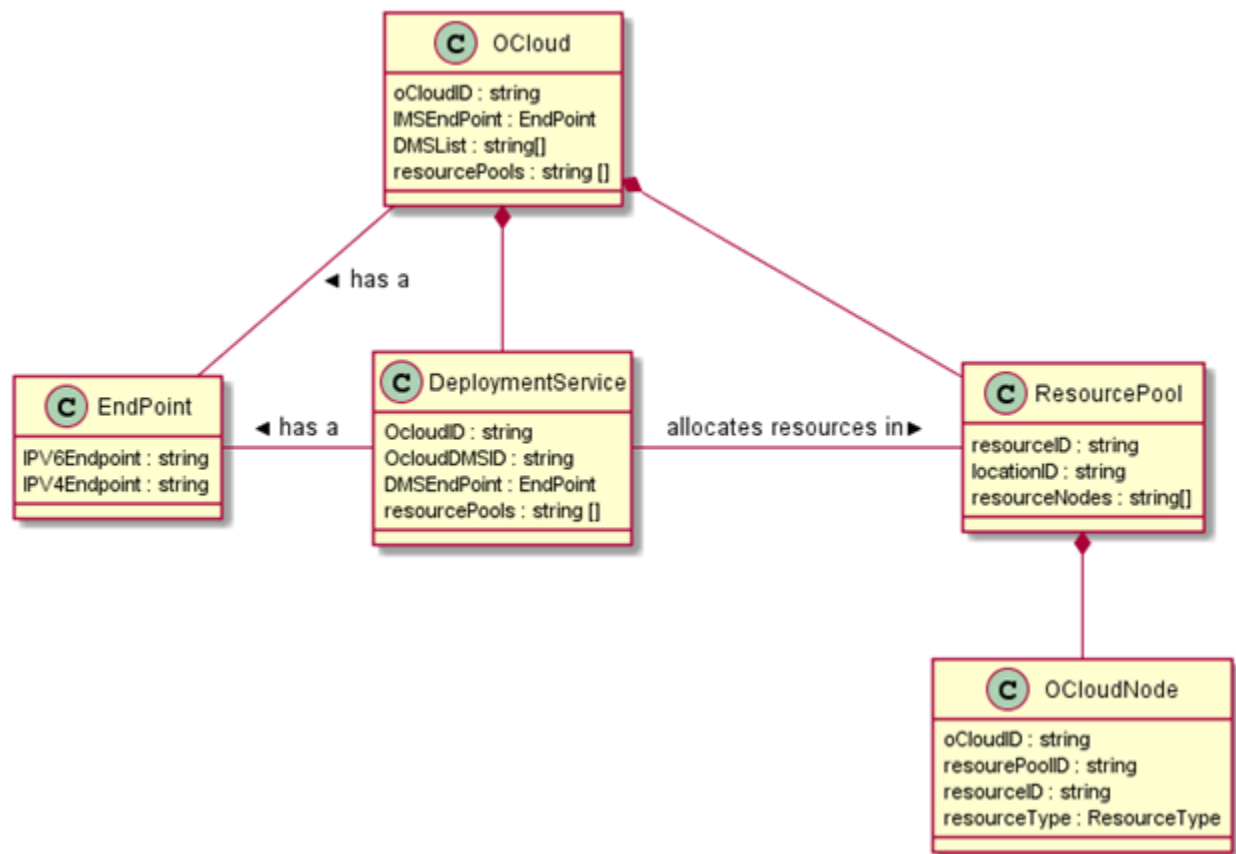 C OCloud
oCloudID : string
IMSEndPoint : EndPoint
DMSList : string[]
resourcePools : string []
◄ has a
C EndPoint
IPV6Endpoint : string
IPV4Endpoint : string
◄ has a
C DeploymentService
OcloudID : string
OcloudDMSID : string
DMSEndPoint : EndPoint
resourcePools : string []
allocates resources in►
C ResourcePool
resourceID : string
locationID : string
resourceNodes : string[]
C OCloudNode
oCloudID : string
resourePoolID : string
resourceID : string
resourceType : ResourceType